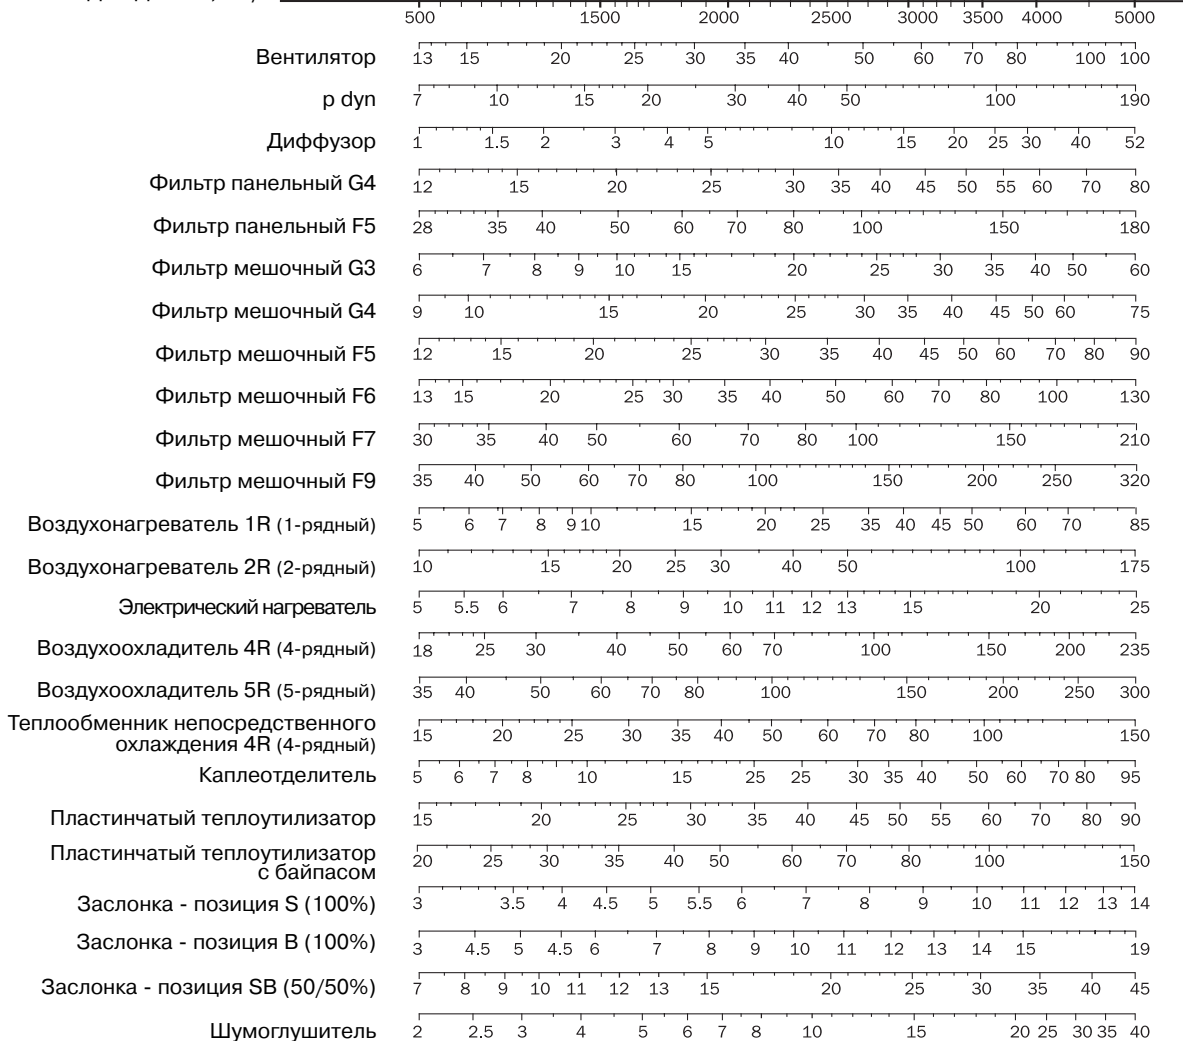 500 1500 2000 2500 3000 3500 4000 5000
Вентилятор 13 15 20 25 30 35 40 50 60 70 80 100 100
p dyn 7 10 15 20 30 40 50 100 190
Диффузор 1 1.5 2 3 4 5 10 15 20 25 30 40 52
Фильтр панельный G4 12 15 20 25 30 35 40 45 50 55 60 70 80
Фильтр панельный F5 28 35 40 50 60 70 80 100 150 180
Фильтр мешочный G3 6 7 8 9 10 15 20 25 30 35 40 50 60
Фильтр мешочный G4 9 10 15 20 25 30 35 40 45 50 60 75
Фильтр мешочный F5 12 15 20 25 30 35 40 45 50 60 70 80 90
Фильтр мешочный F6 13 15 20 25 30 35 40 50 60 70 80 100 130
Фильтр мешочный F7 30 35 40 50 60 70 80 100 150 210
Фильтр мешочный F9 35 40 50 60 70 80 100 150 200 250 320
Воздухонагреватель 1R (1-рядный) 5 6 7 8 9 10 15 20 25 35 40 45 50 60 70 85
Воздухонагреватель 2R (2-рядный) 10 15 20 25 30 40 50 100 175
Электрический нагреватель 5 5.5 6 7 8 9 10 11 12 13 15 20 25
Воздухоохладитель 4R (4-рядный) 18 25 30 40 50 60 70 100 150 200 235
Воздухоохладитель 5R (5-рядный) 35 40 50 60 70 80 100 150 200 250 300
Теплообменник непосредственного
охлаждения 4R (4-рядный) 15 20 25 30 35 40 50 60 70 80 100 150
Каплеотделитель 5 6 7 8 10 15 25 25 30 35 40 50 60 70 80 95
Пластинчатый теплоутилизатор 15 20 25 30 35 40 45 50 55 60 70 80 90
Пластинчатый теплоутилизатор
с байпасом 20 25 30 35 40 50 60 70 80 100 150
Заслонка - позиция S (100%) 3 3.5 4 4.5 5 5.5 6 7 8 9 10 11 12 13 14
Заслонка - позиция B (100%) 3 4.5 5 4.5 6 7 8 9 10 11 12 13 14 15 19
Заслонка - позиция SB (50/50%) 7 8 9 10 11 12 13 15 20 25 30 35 40 45
Шумоглушитель 2 2.5 3 4 5 6 7 8 10 15 20 25 30 35 40